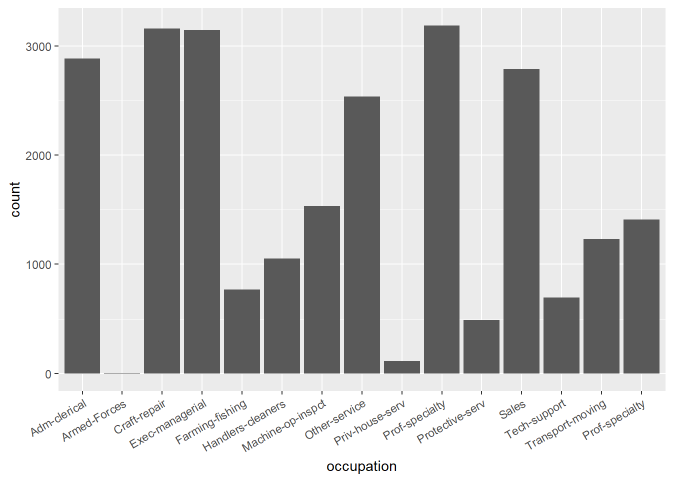 3000
2000
1000
0
count
Adm-clerical
Armed-Forces
Craft-repair
Exec-managerial
Farming-fishing
Handlers-cleaners
Machine-op-inspct
Other-service
Priv-house-serv
Prof-specialty
Protective-serv
Sales
Tech-support
Transport-moving
Prof-specialty
occupation